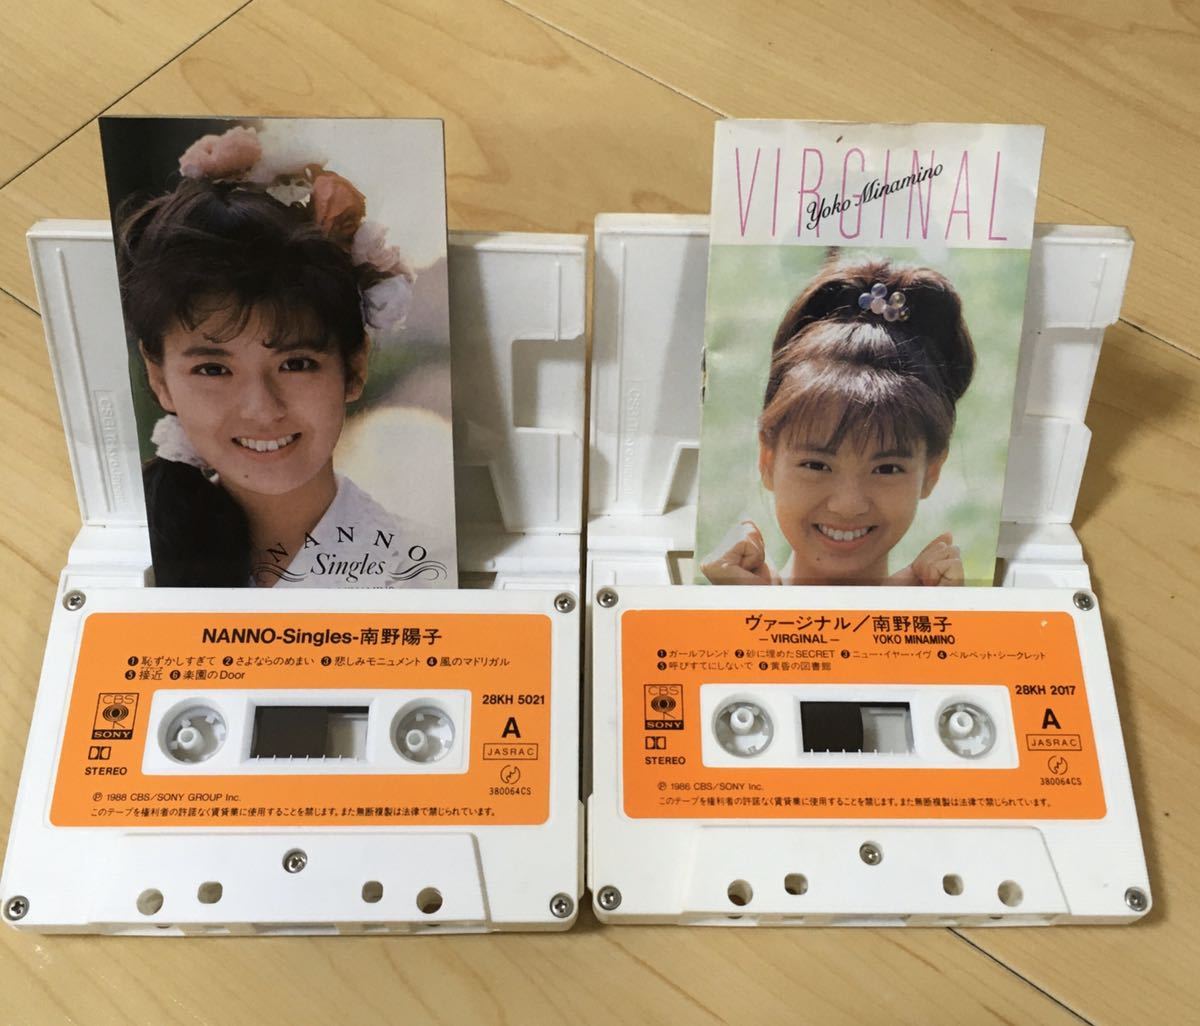 NANNO
Singles
NANNO-Singles-南野陽子
❶恥ずかしすぎて ❷さよならのめまい ❸悲しみモニュメント ❹風のマドリガル
❺接近 ❻楽園のDoor
CBS
SONY
STEREO
28KH 5021
A
JASRAC
380064CS
℗ 1988 CBS/SONY GROUP Inc.
このテープを権利者の許諾なく賃貸業に使用することを禁じます。また無断複製は法律で禁じられています。
VIRGINAL
Yoko Minamino
ヴァージナル/南野陽子
–VIRGINAL– YOKO MINAMINO
❶ガールフレンド ❷砂に埋めたSECRET ❸ニュー・イヤー・イヴ ❹ベルベット・シークレット
❺呼びすてにしないで ❻黄昏の図書館
CBS
SONY
STEREO
28KH 2017
A
JASRAC
380064CS
℗ 1986 CBS/SONY Inc.
このテープを権利者の許諾なく賃貸業に使用することを禁じます。また無断複製は法律で禁じられています。